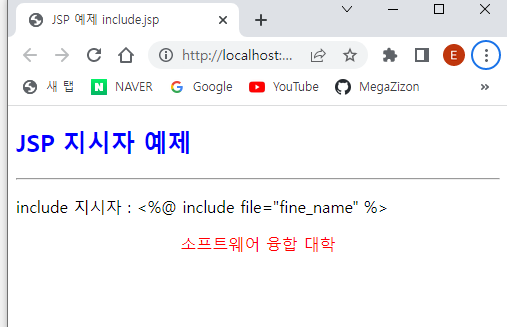 JSP 예제 include.jsp
http://localhost:...
E
새 탭
NAVER
Google
YouTube
MegaZizon
JSP 지시자 예제
include 지시자 : <%@ include file="fine_name" %>
소프트웨어 융합 대학